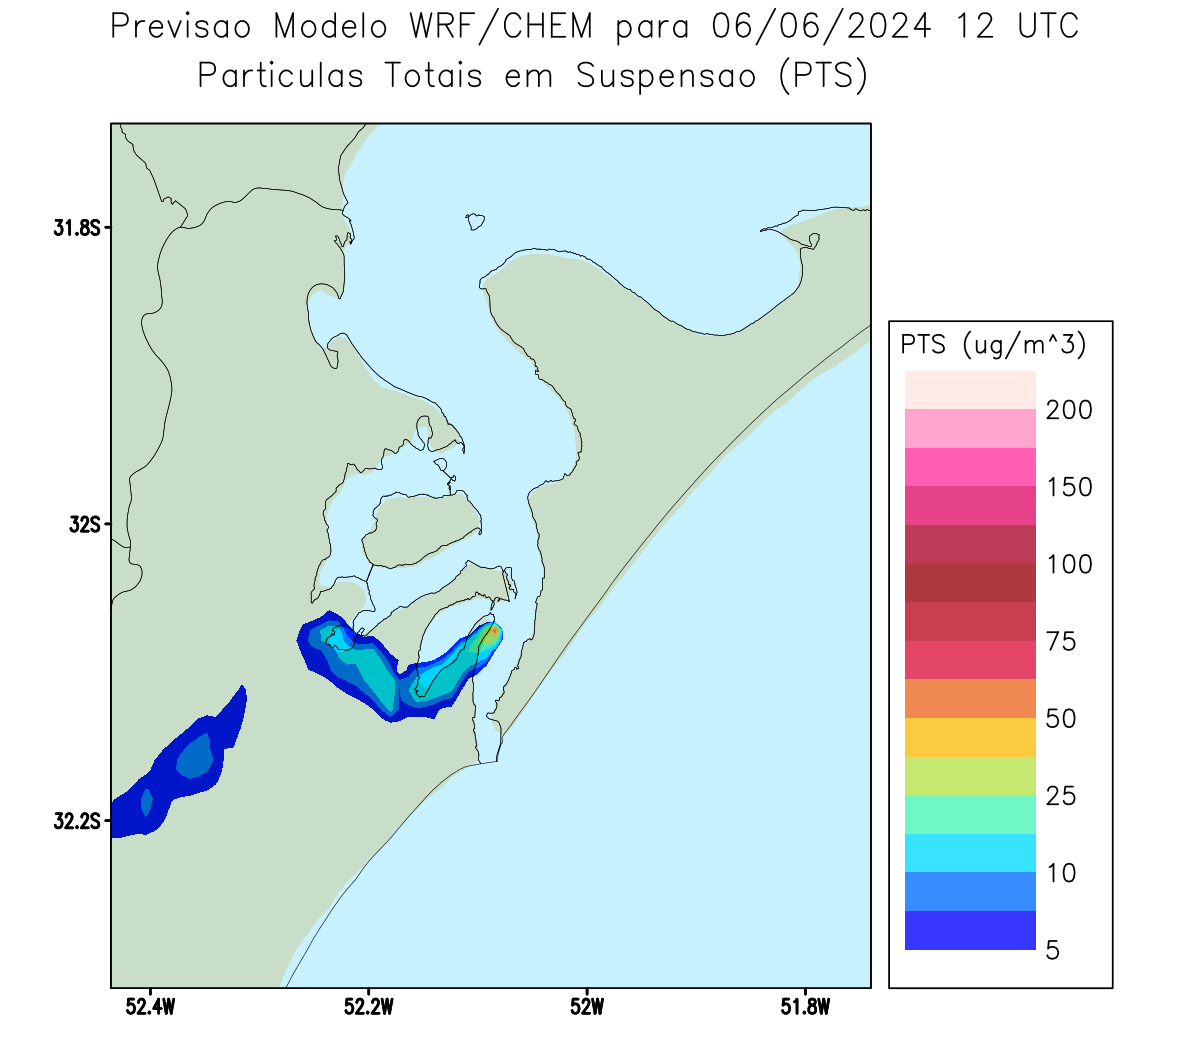 Previsao Modelo WRF/CHEM para 06/06/2024 12 UTC
Particulas Totais em Suspensao (PTS)
31.8S
32S
32.2S
52.4W
52.2W
52W
51.8W
PTS (ug/m^3)
200
150
100
75
50
25
10
5